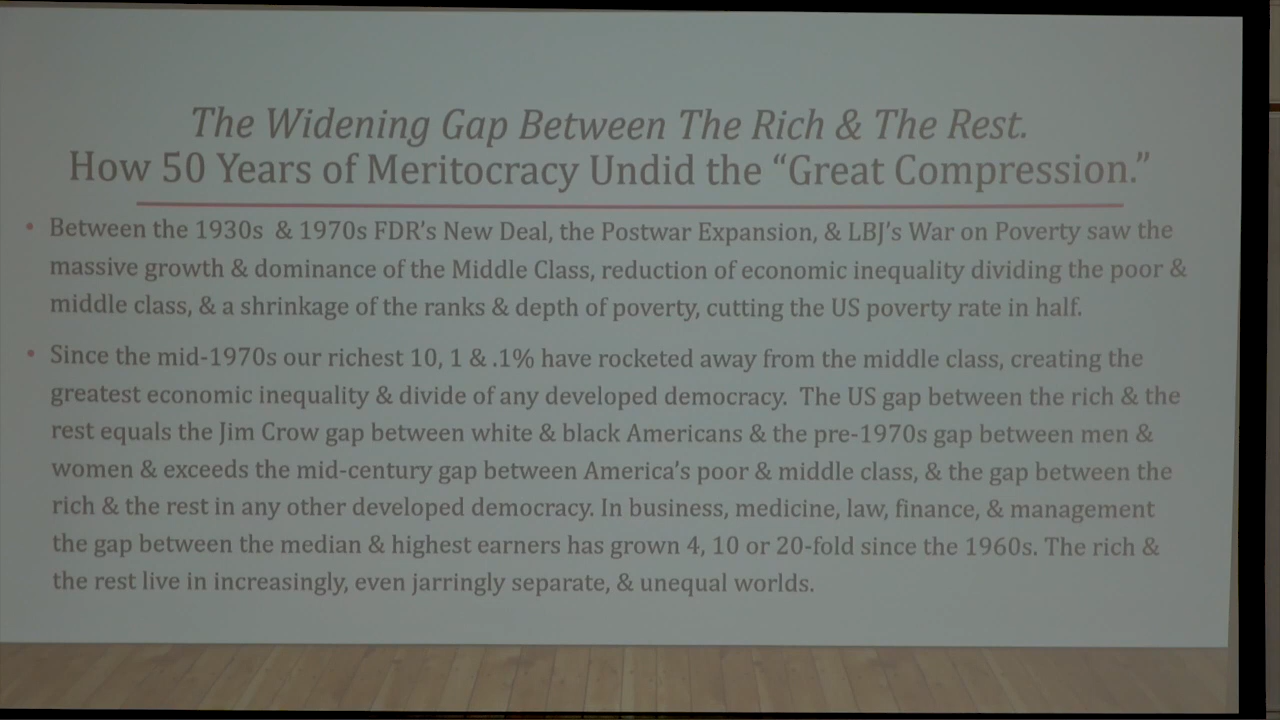 The Widening Gap Between The Rich & The Rest.
How 50 Years of Meritocracy Undid the “Great Compression.”
• Between the 1930s & 1970s FDR’s New Deal, the Postwar Expansion, & LBJ’s War on Poverty saw the
massive growth & dominance of the Middle Class, reduction of economic inequality dividing the poor &
middle class, & a shrinkage of the ranks & depth of poverty, cutting the US poverty rate in half.
• Since the mid-1970s our richest 10, 1 & .1% have rocketed away from the middle class, creating the
greatest economic inequality & divide of any developed democracy. The US gap between the rich & the
rest equals the Jim Crow gap between white & black Americans & the pre-1970s gap between men &
women & exceeds the mid-century gap between America’s poor & middle class, & the gap between the
rich & the rest in any other developed democracy. In business, medicine, law, finance, & management
the gap between the median & highest earners has grown 4, 10 or 20-fold since the 1960s. The rich &
the rest live in increasingly, even jarringly separate, & unequal worlds.